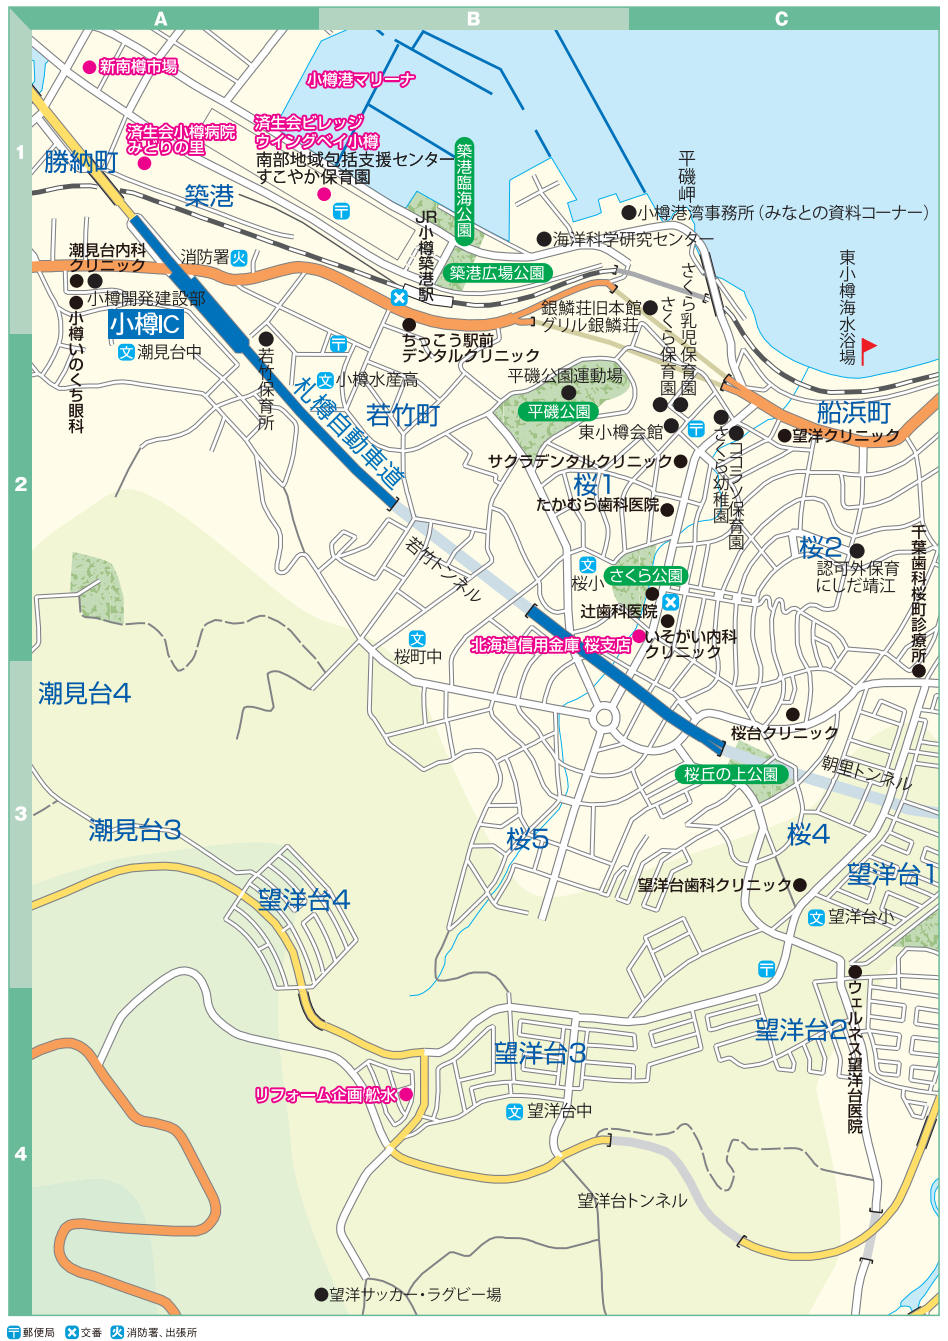 A
B
C
1
2
3
4
新南樽市場
小樽港マリーナ
済生会小樽病院
みどりの里
済生会ビレッジ
ウイングベイ小樽
南部地域包括支援センター
すこやか保育園
勝納町
築港
築港臨海公園
平磯岬
小樽港湾事務所（みなとの資料コーナー）
海洋科学研究センター
JR小樽築港駅
築港広場公園
潮見台内科
クリニック
消防署
火
小樽開発建設部
小樽IC
小樽いのくち眼科
文
潮見台中
若竹保育所
ちっこう駅前
デンタルクリニック
銀鱗荘旧本館
グリル銀鱗荘
さくら乳児保育園
さくら保育園
東小樽海水浴場
文
小樽水産高
若竹町
札樽自動車道
平磯公園運動場
平磯公園
東小樽会館
船浜町
望洋クリニック
サクラデンタルクリニック
桜1
たかむら歯科医院
さくら幼稚園
ココラソ保育園
桜2
認可外保育
にしだ靖江
千葉歯科桜町診療所
若竹トンネル
文
桜小
さくら公園
辻歯科医院
いそがい内科
クリニック
北海道信用金庫 桜支店
文
桜町中
潮見台4
桜台クリニック
桜丘の上公園
朝里トンネル
潮見台3
桜5
桜4
望洋台1
望洋台4
望洋台歯科クリニック
文
望洋台小
望洋台2
ウェルネス望洋台医院
望洋台3
リフォーム企画 舩水
文
望洋台中
望洋台トンネル
望洋サッカー・ラグビー場
郵便局
交番
火
消防署、出張所